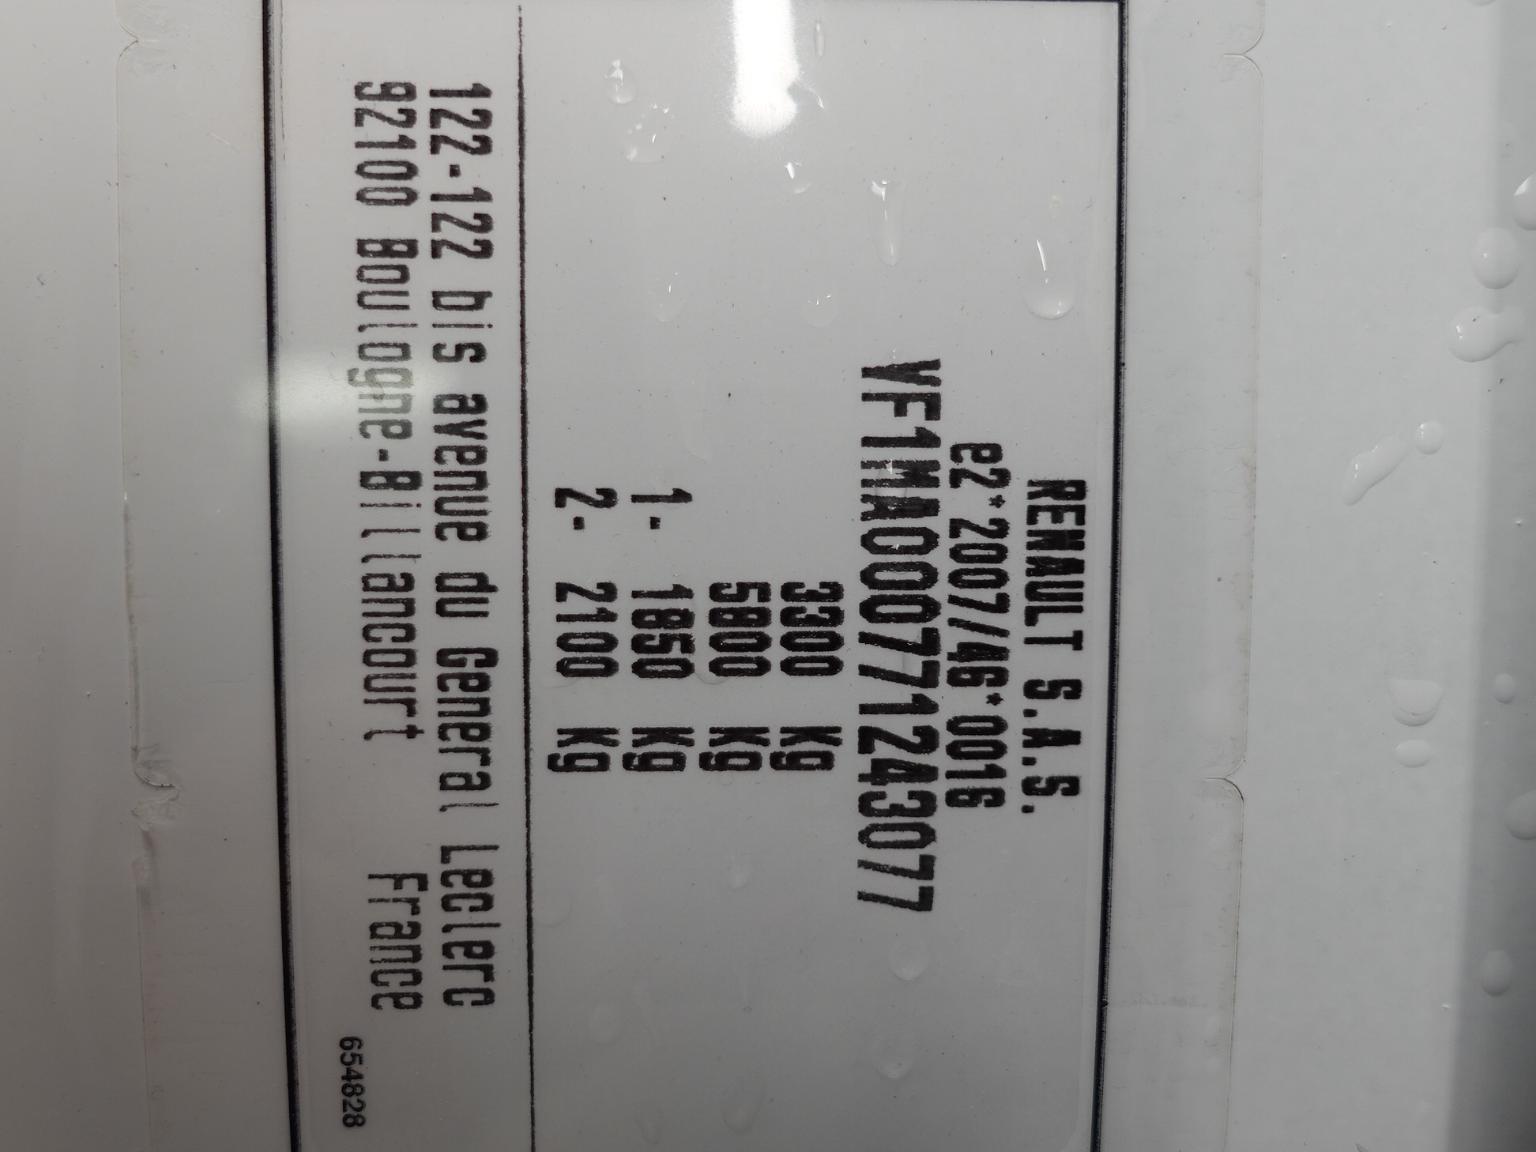 RENAULT S.A.S.
e2*2007/46*0016
VF1MA000771243077
3300 Kg
5800 Kg
1- 1850 Kg
2- 2100 Kg
122-122 bis avenue du General Leclerc
92100 Boulogne-Billancourt France
654828